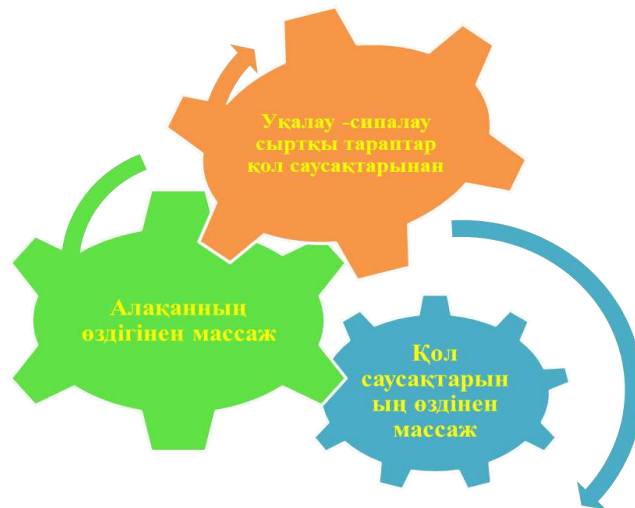 Уқалау -сипалау
сыртқы тараптар
қол саусақтарынан
Алақанның
өздігінен массаж
Қол
саусақтарын
ың өздінен
массаж